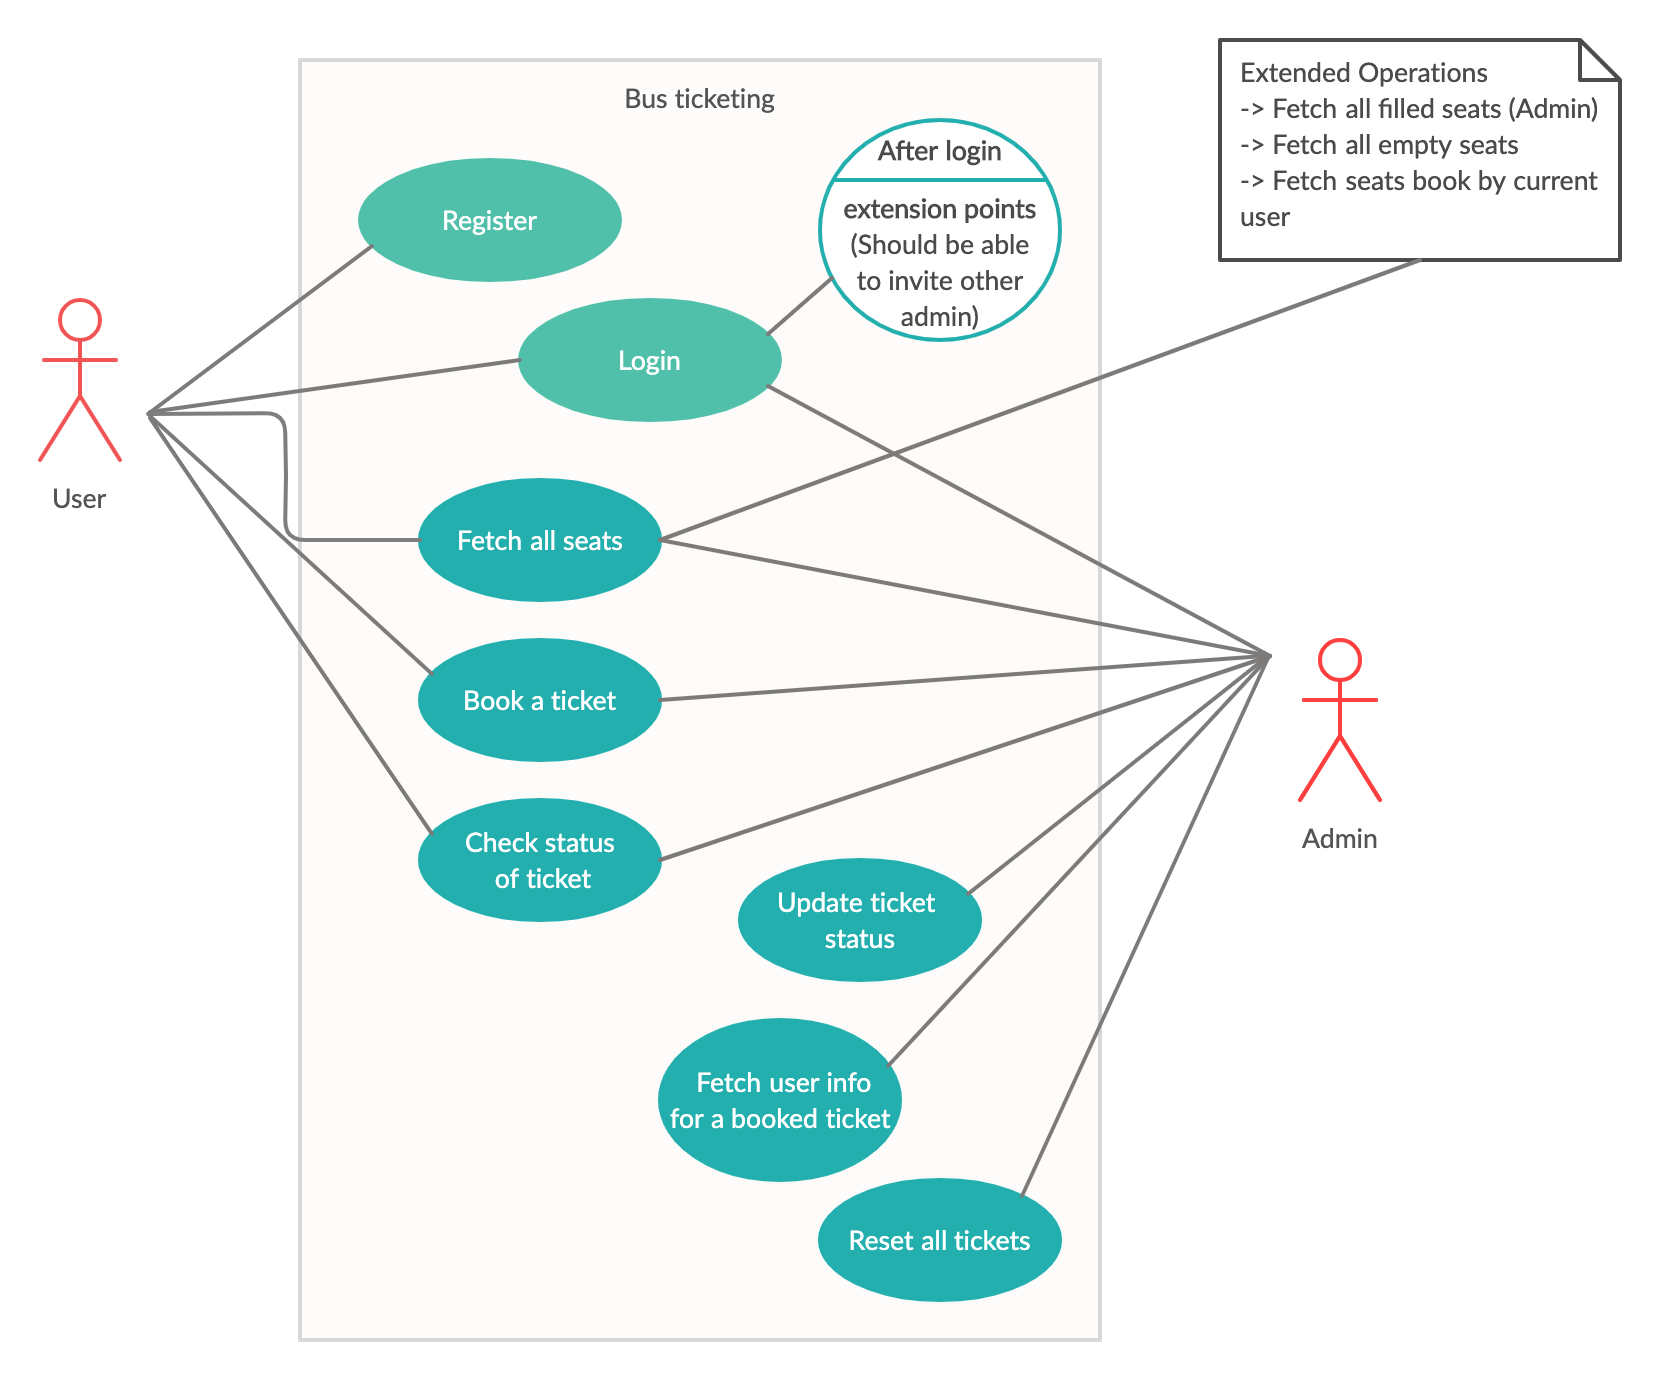 Bus ticketing
Extended Operations
-> Fetch all filled seats (Admin)
-> Fetch all empty seats
-> Fetch seats book by current
user
After login
extension points
(Should be able
to invite other
admin)
Register
Login
User
Fetch all seats
Book a ticket
Check status
of ticket
Admin
Update ticket
status
Fetch user info
for a booked ticket
Reset all tickets